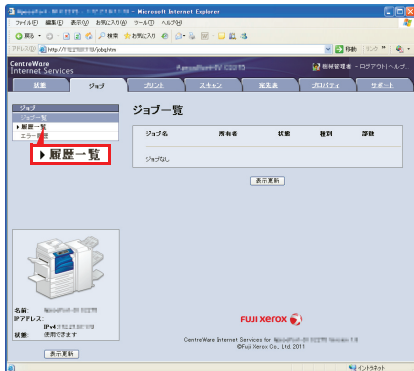 Microsoft Internet Explorer
ファイル(F) 編集(E) 表示(V) お気に入り(A) ツール(T) ヘルプ(H)
戻る 検索 お気に入り
アドレス(D) 移動 リンク
CentreWare
Internet Services
機械管理者 - ログアウト ヘルプ
状態 ジョブ プリント スキャン 宛先表 プロパティ サポート
ジョブ
ジョブ一覧
履歴一覧
エラー履歴
履歴一覧
ジョブ一覧
ジョブ名 所有者 状態 種別 部数
ジョブなし
表示更新
名前:
IPアドレス:
IPv4:
状態: 使用できます
表示更新
FUJI XEROX
CentreWare Internet Services for
©Fuji Xerox Co., Ltd. 2011
イントラネット